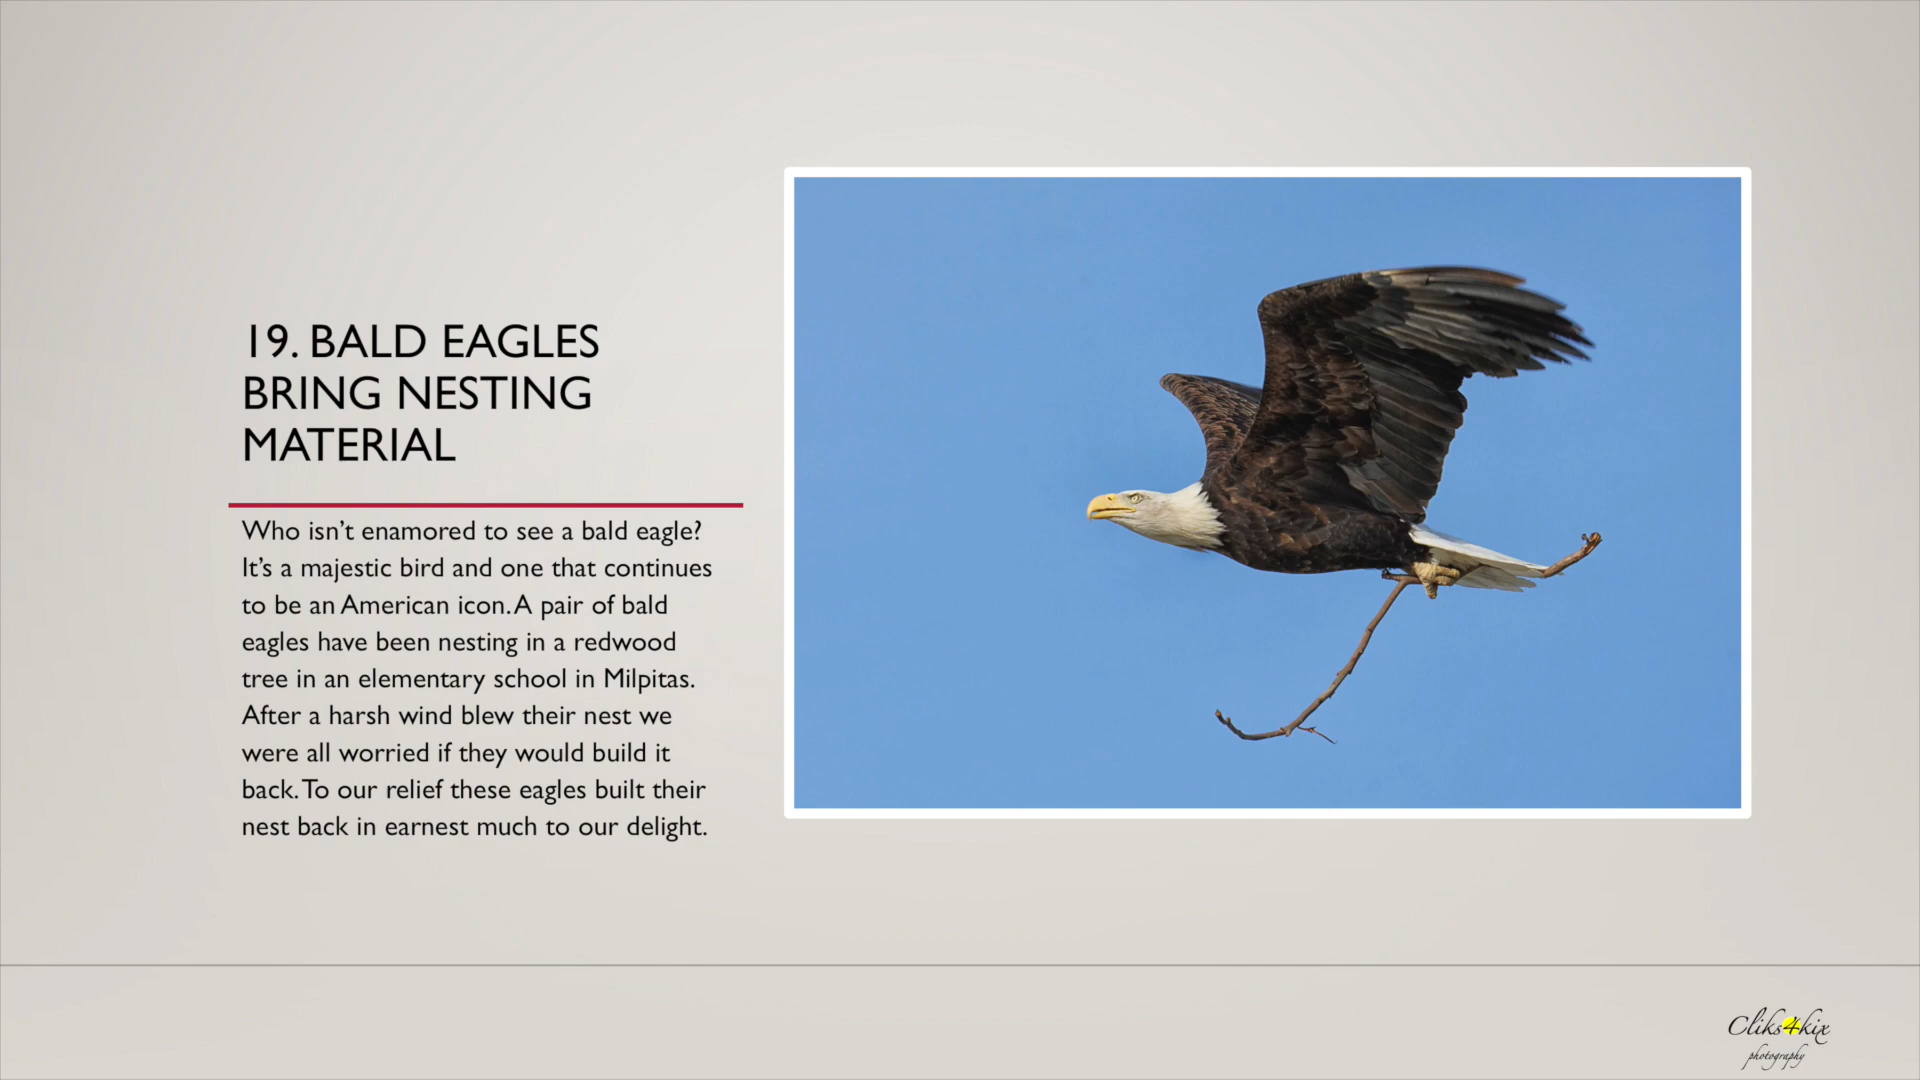 19. BALD EAGLES
BRING NESTING
MATERIAL
Who isn't enamored to see a bald eagle?
It's a majestic bird and one that continues
to be an American icon. A pair of bald
eagles have been nesting in a redwood
tree in an elementary school in Milpitas.
After a harsh wind blew their nest we
were all worried if they would build it
back. To our relief these eagles built their
nest back in earnest much to our delight.
Cliks4kix
photography